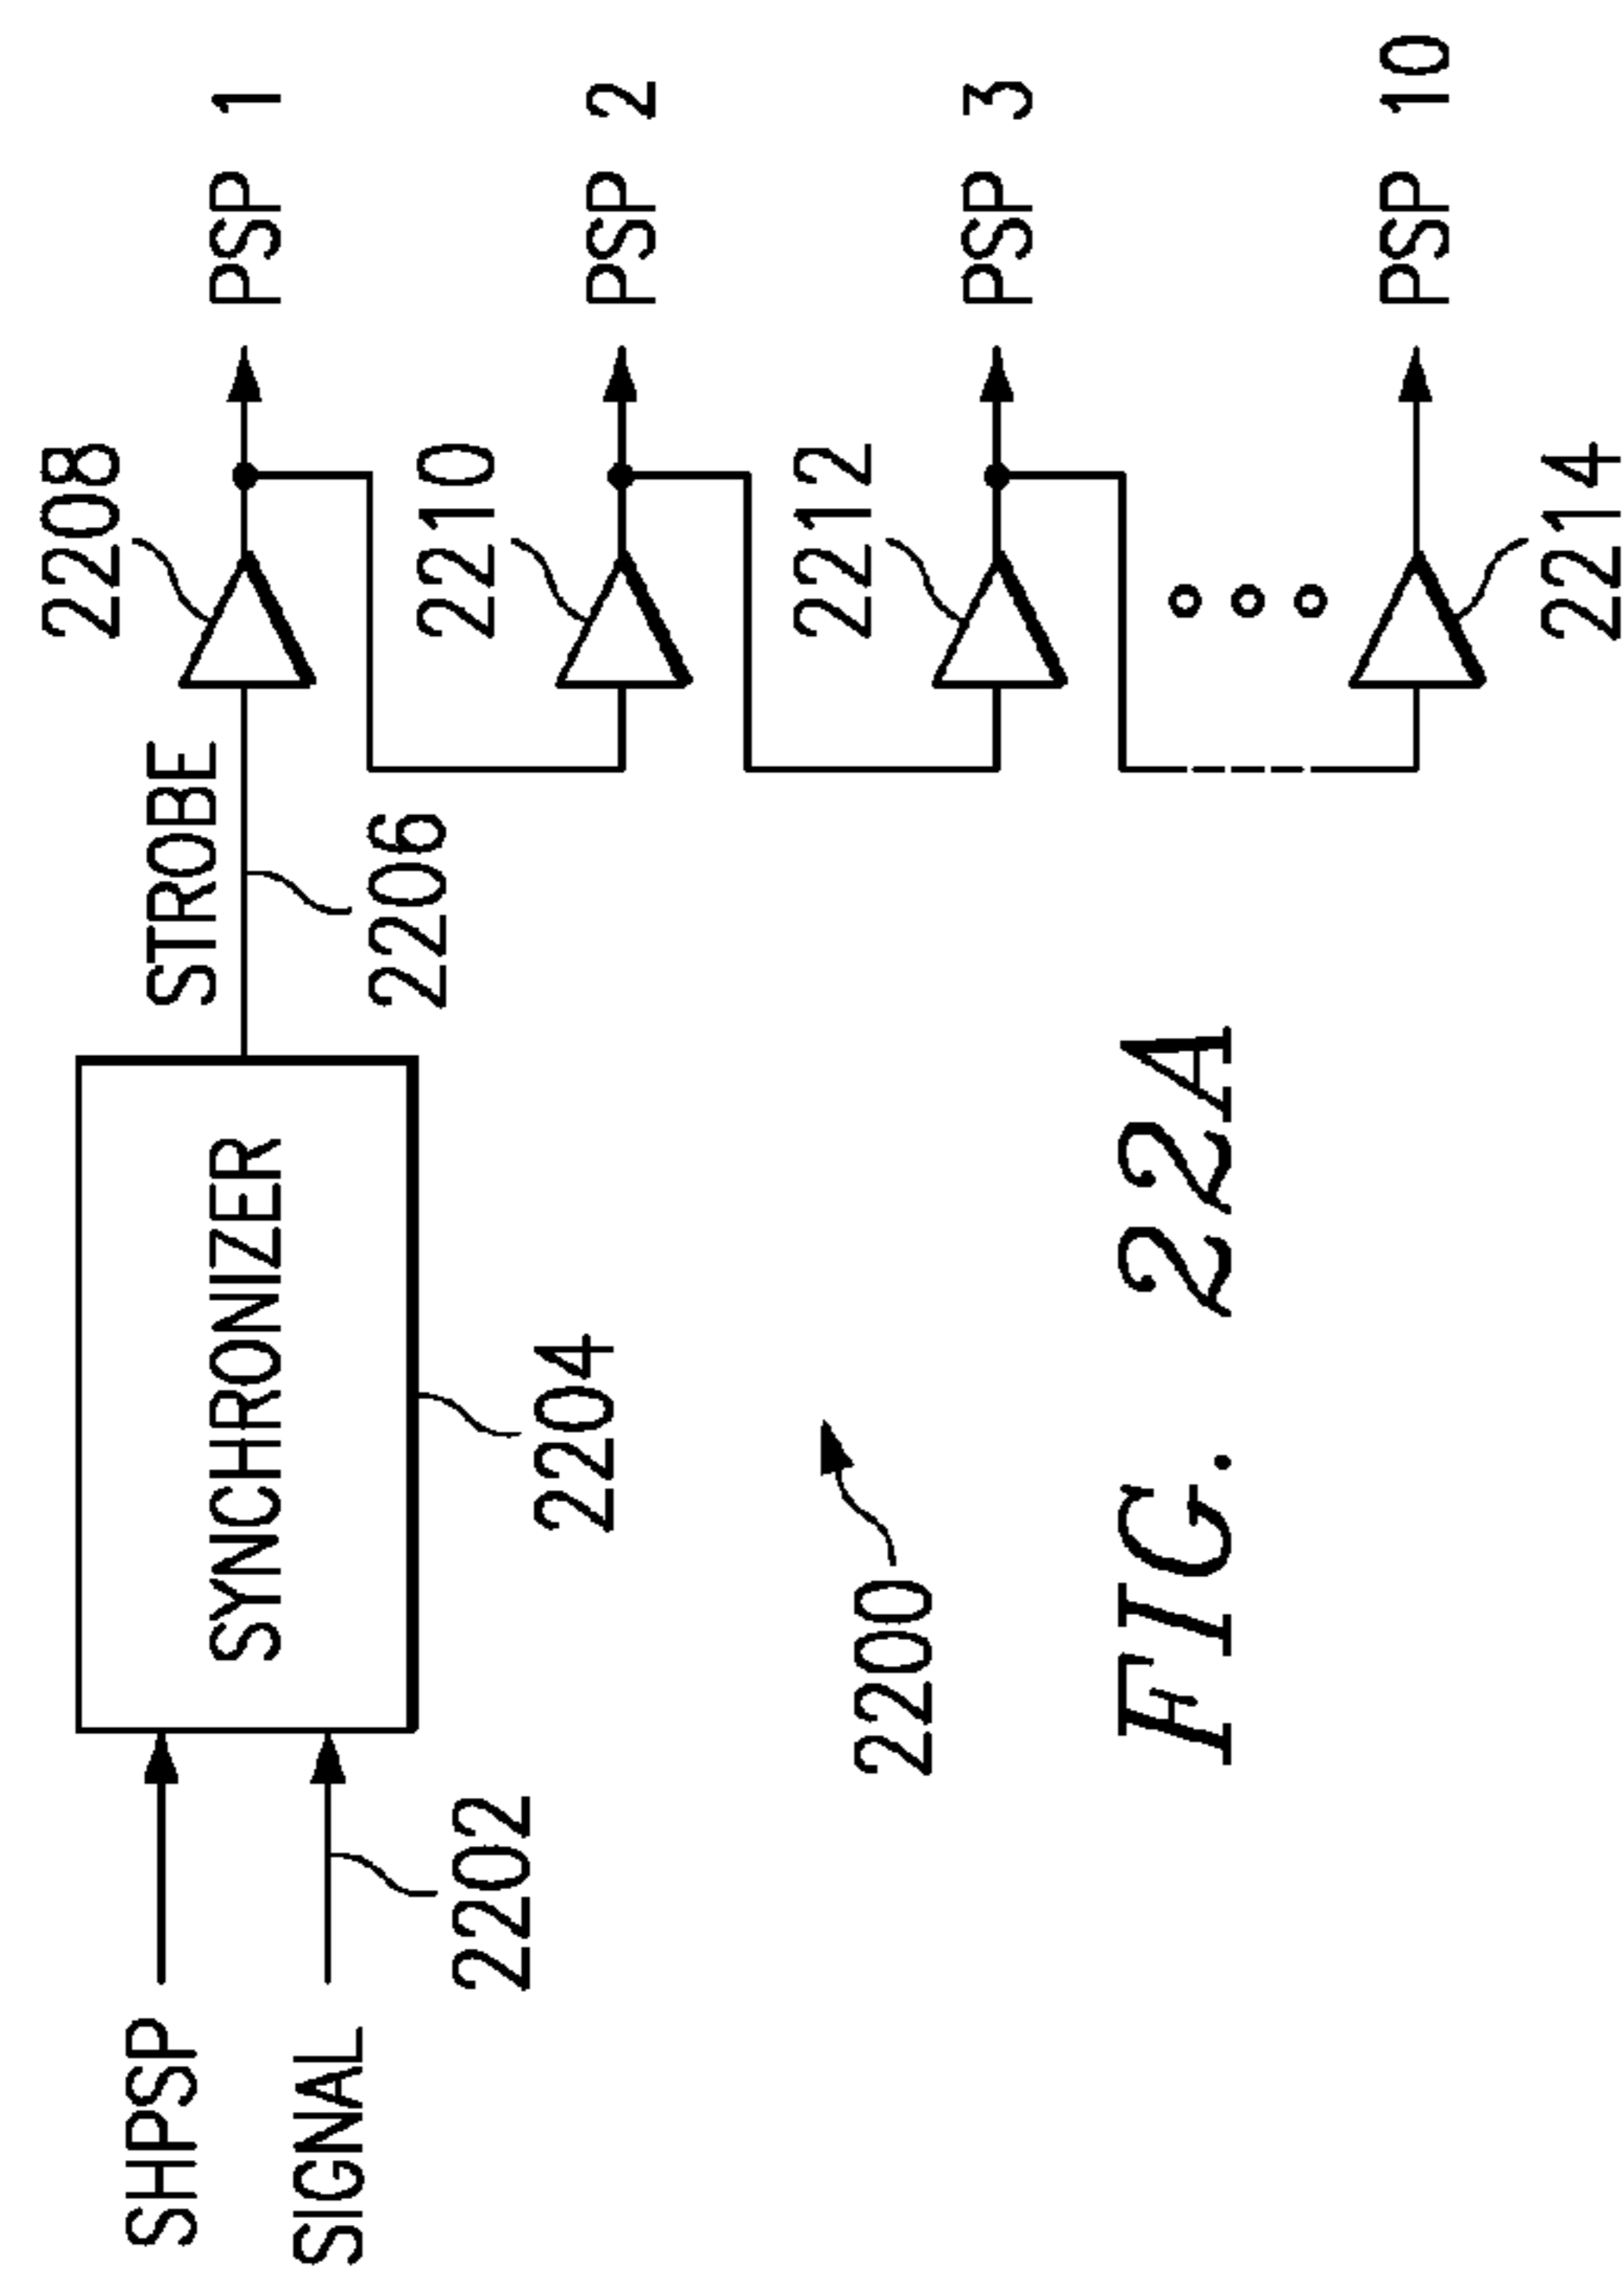 2208
PSP 1
STROBE
SYNCHRONIZER
SHPSP
SIGNAL
2206
2210
PSP 2
2202
2204
2212
PSP 3
2200
2214
PSP 10
FIG. 22A